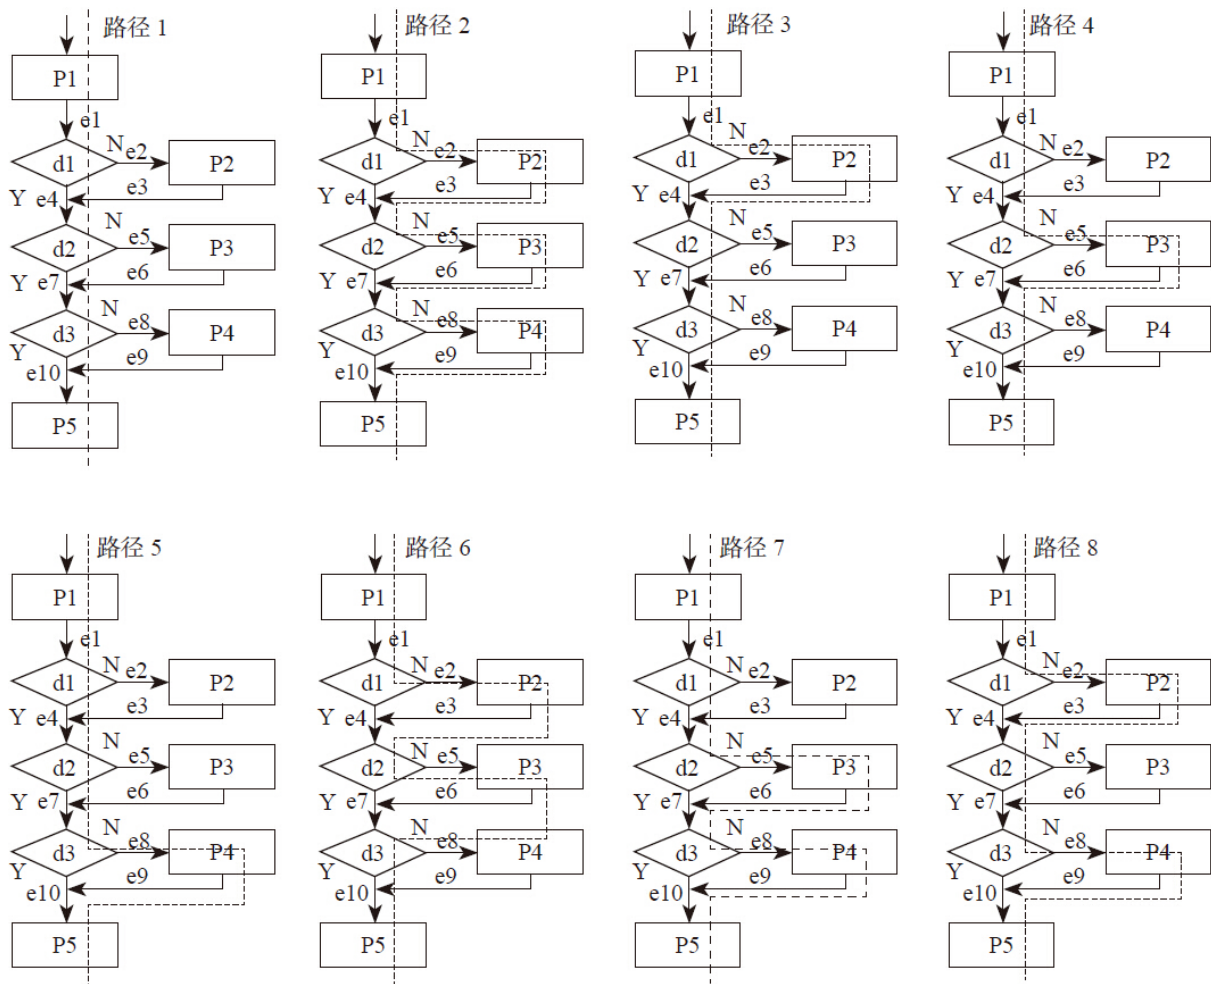 路径 1
P1
e1
d1
N e2
P2
e3
Y e4
d2
N
e5
P3
e6
Y e7
d3
N
e8
P4
e9
Y
e10
P5
路径 2
P1
e1
d1
N e2
P2
e3
Y e4
d2
N
e5
P3
e6
Y e7
d3
N
e8
P4
e9
Y
e10
P5
路径 3
P1
e1
d1
N e2
P2
e3
Y e4
d2
N
e5
P3
e6
Y e7
d3
N
e8
P4
e9
Y
e10
P5
路径 4
P1
e1
d1
N e2
P2
e3
Y e4
d2
N
e5
P3
e6
Y e7
d3
N
e8
P4
e9
Y
e10
P5
路径 5
P1
e1
d1
N e2
P2
e3
Y e4
d2
N
e5
P3
e6
Y e7
d3
N
e8
P4
e9
Y
e10
P5
路径 6
P1
e1
d1
N e2
P2
e3
Y e4
d2
N
e5
P3
e6
Y e7
d3
N
e8
P4
e9
Y
e10
P5
路径 7
P1
e1
d1
N e2
P2
e3
Y e4
d2
N
e5
P3
e6
Y e7
d3
N
e8
P4
e9
Y
e10
P5
路径 8
P1
e1
d1
N e2
P2
e3
Y e4
d2
N
e5
P3
e6
Y e7
d3
N
e8
P4
e9
Y
e10
P5